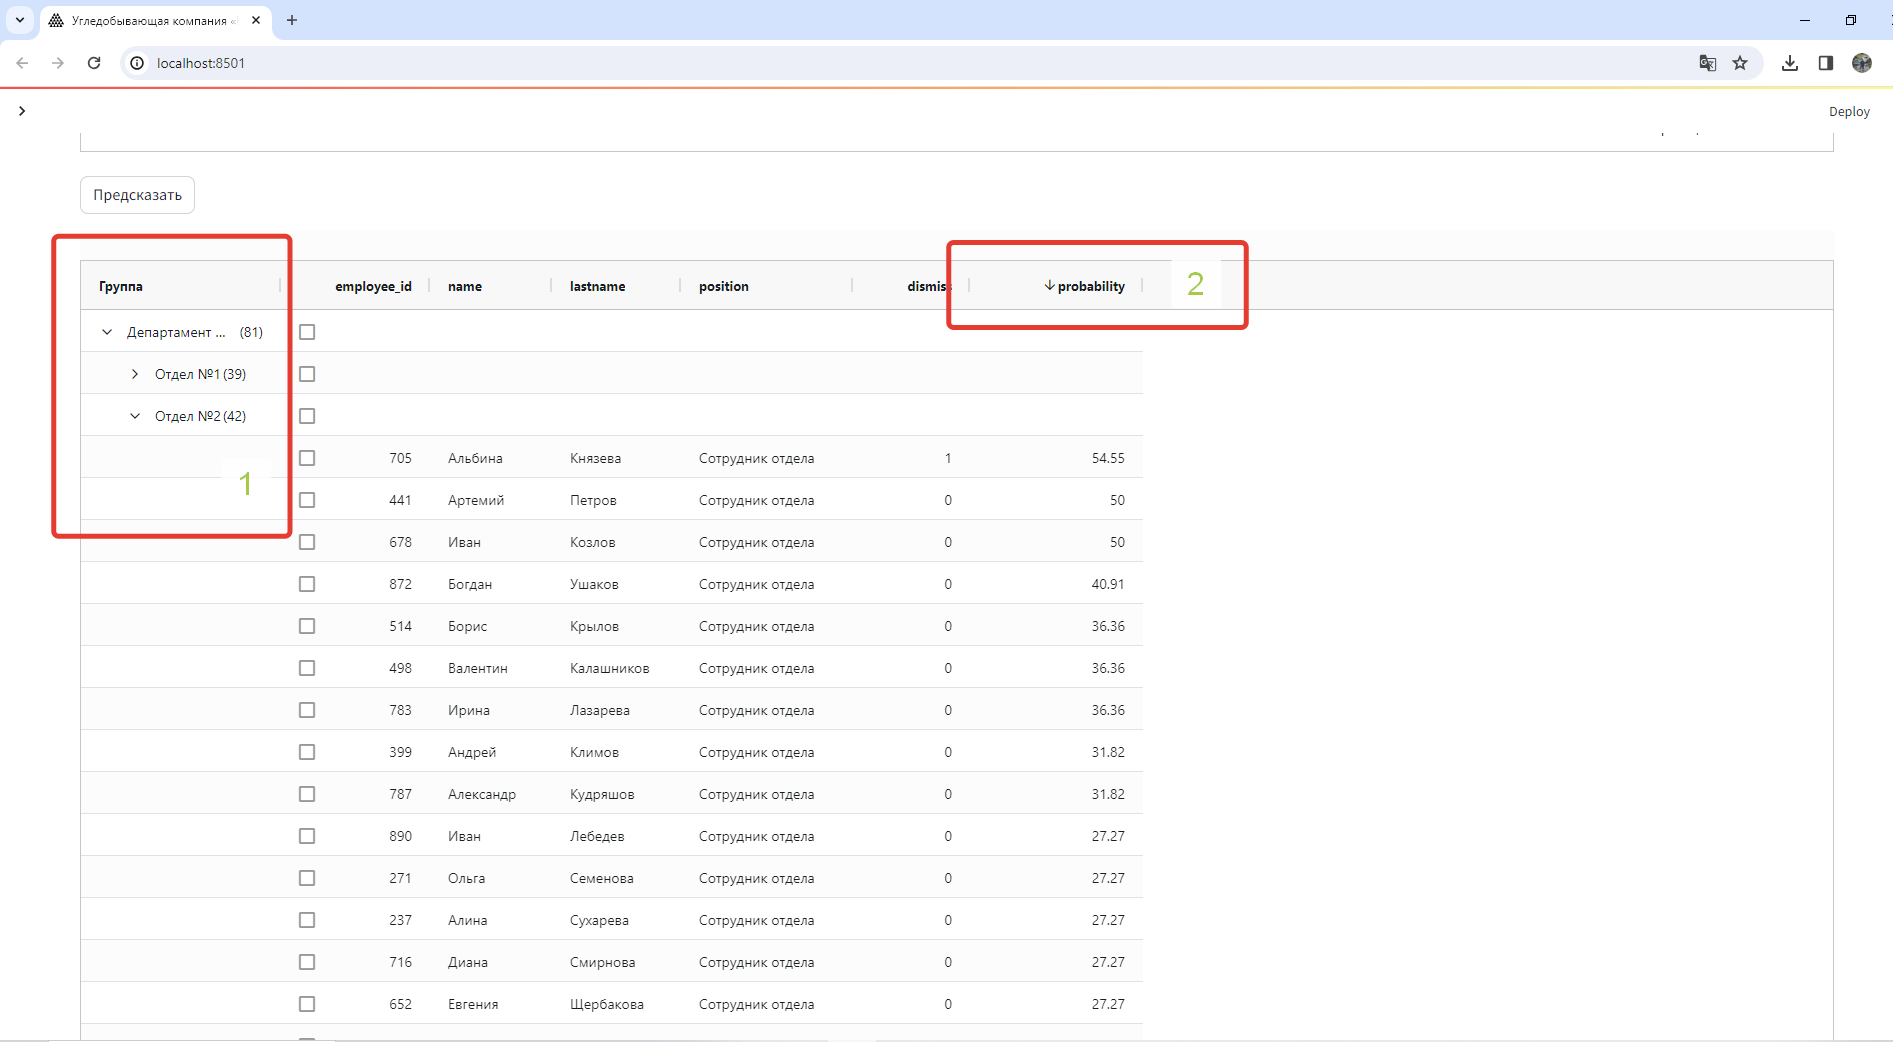 Угледобывающая компания «
localhost:8501
Deploy
Предсказать
Группа employee_id name lastname position dismis probability 2
Департамент ... (81)
Отдел №1 (39)
Отдел №2 (42)
705 Альбина Князева Сотрудник отдела 1 54.55
1
441 Артемий Петров Сотрудник отдела 0 50
678 Иван Козлов Сотрудник отдела 0 50
872 Богдан Ушаков Сотрудник отдела 0 40.91
514 Борис Крылов Сотрудник отдела 0 36.36
498 Валентин Калашников Сотрудник отдела 0 36.36
783 Ирина Лазарева Сотрудник отдела 0 36.36
399 Андрей Климов Сотрудник отдела 0 31.82
787 Александр Кудряшов Сотрудник отдела 0 31.82
890 Иван Лебедев Сотрудник отдела 0 27.27
271 Ольга Семенова Сотрудник отдела 0 27.27
237 Алина Сухарева Сотрудник отдела 0 27.27
716 Диана Смирнова Сотрудник отдела 0 27.27
652 Евгения Щербакова Сотрудник отдела 0 27.27